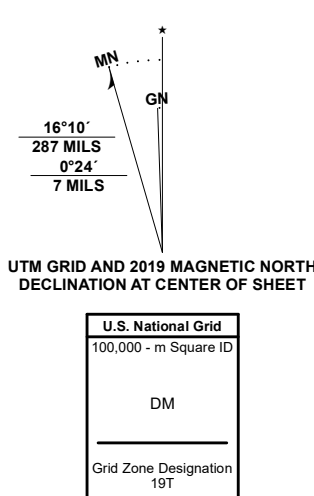 ★
MN
GN
16°10´
287 MILS
0°24´
7 MILS
UTM GRID AND 2019 MAGNETIC NORTH
DECLINATION AT CENTER OF SHEET
U.S. National Grid
100,000 - m Square ID
DM
Grid Zone Designation
19T